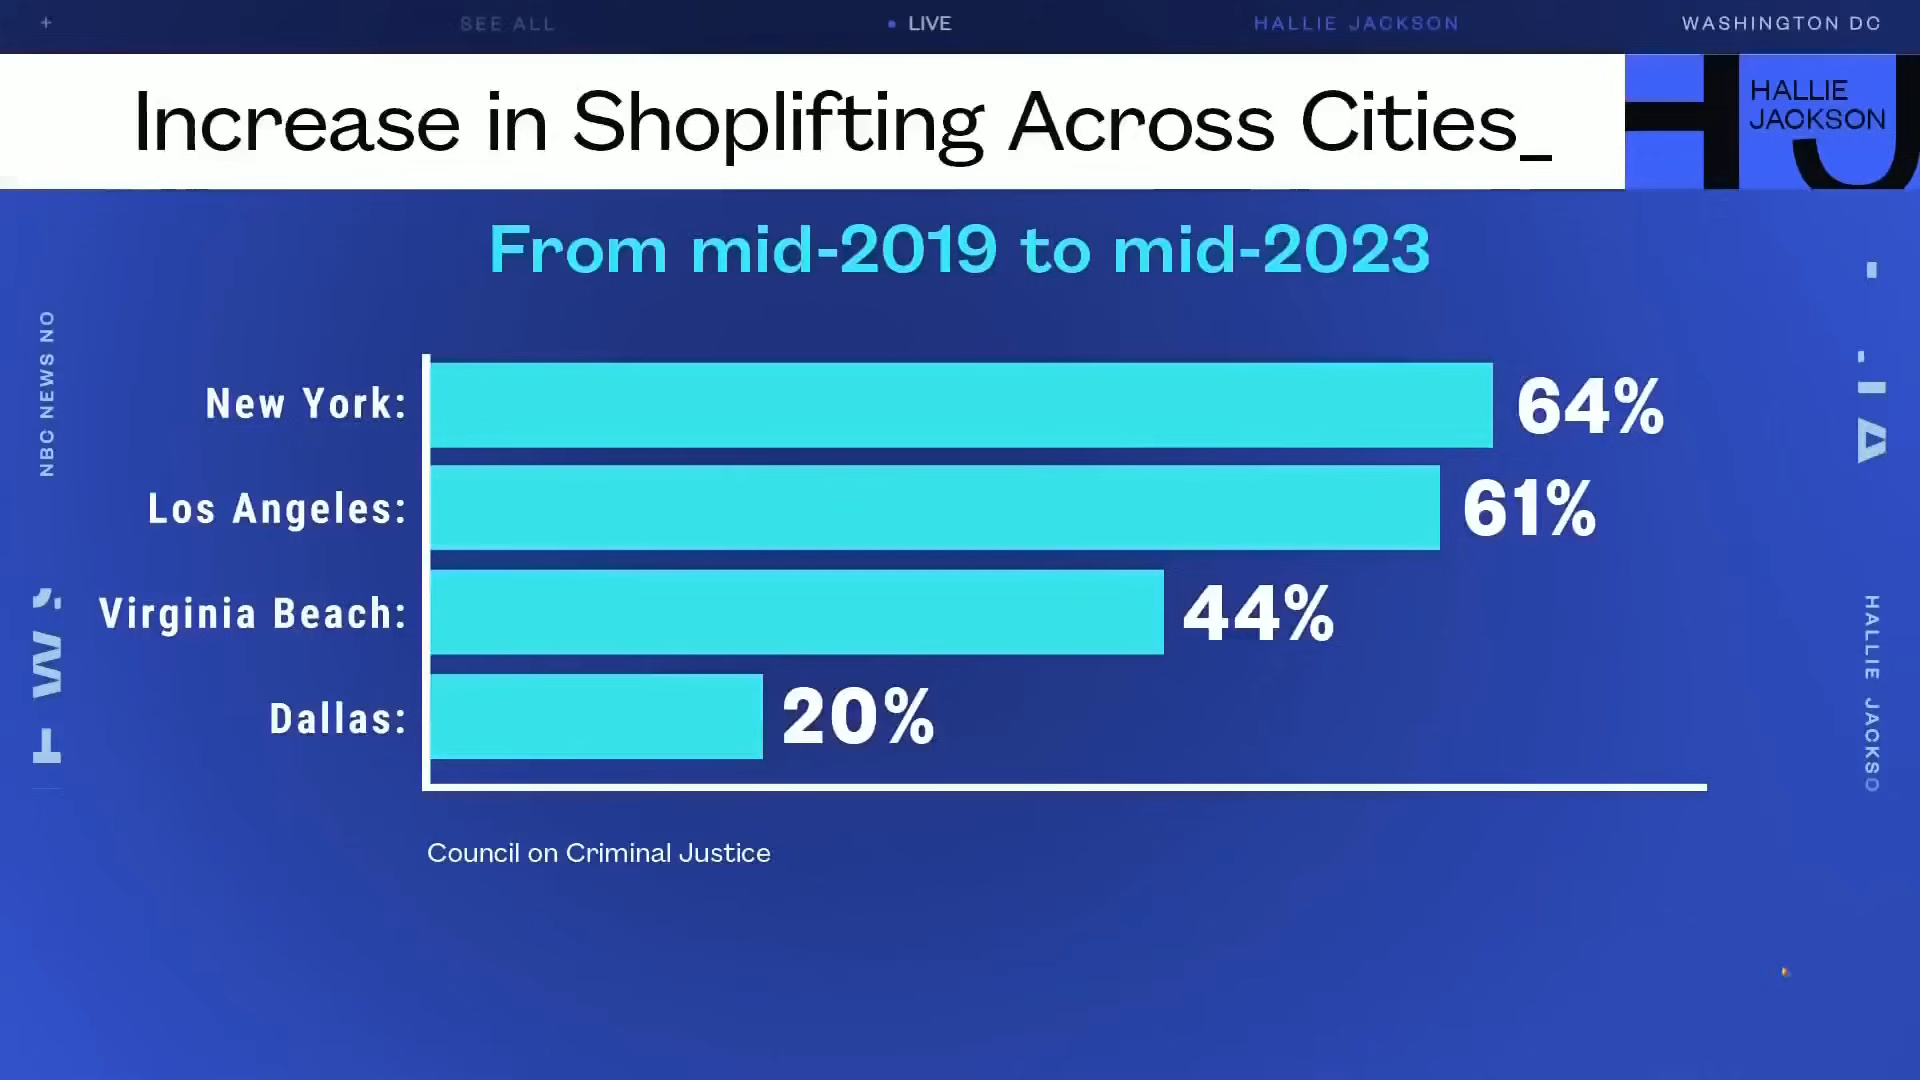 SEE ALL
LIVE
HALLIE JACKSON
WASHINGTON DC
Increase in Shoplifting Across Cities_
HJ
HALLIE
JACKSON
From mid-2019 to mid-2023
NBC NEWS NO
New York: 64%
Los Angeles: 61%
Virginia Beach: 44%
Dallas: 20%
HALLIE JACKSO
Council on Criminal Justice